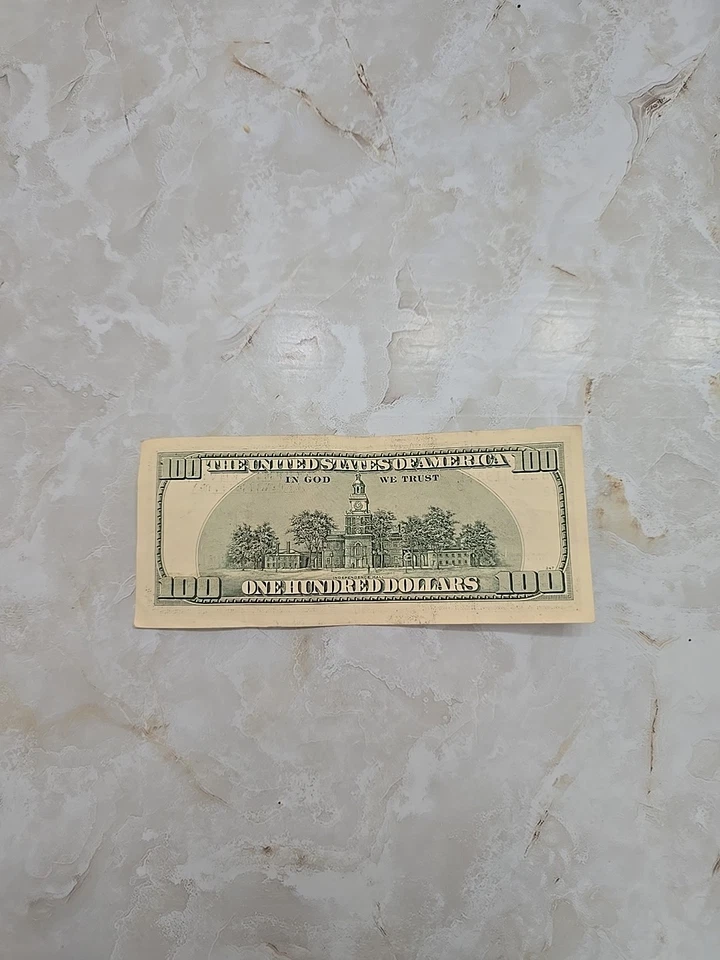 100 THE UNITED STATES OF AMERICA 100
IN GOD WE TRUST
100 ONE HUNDRED DOLLARS 100